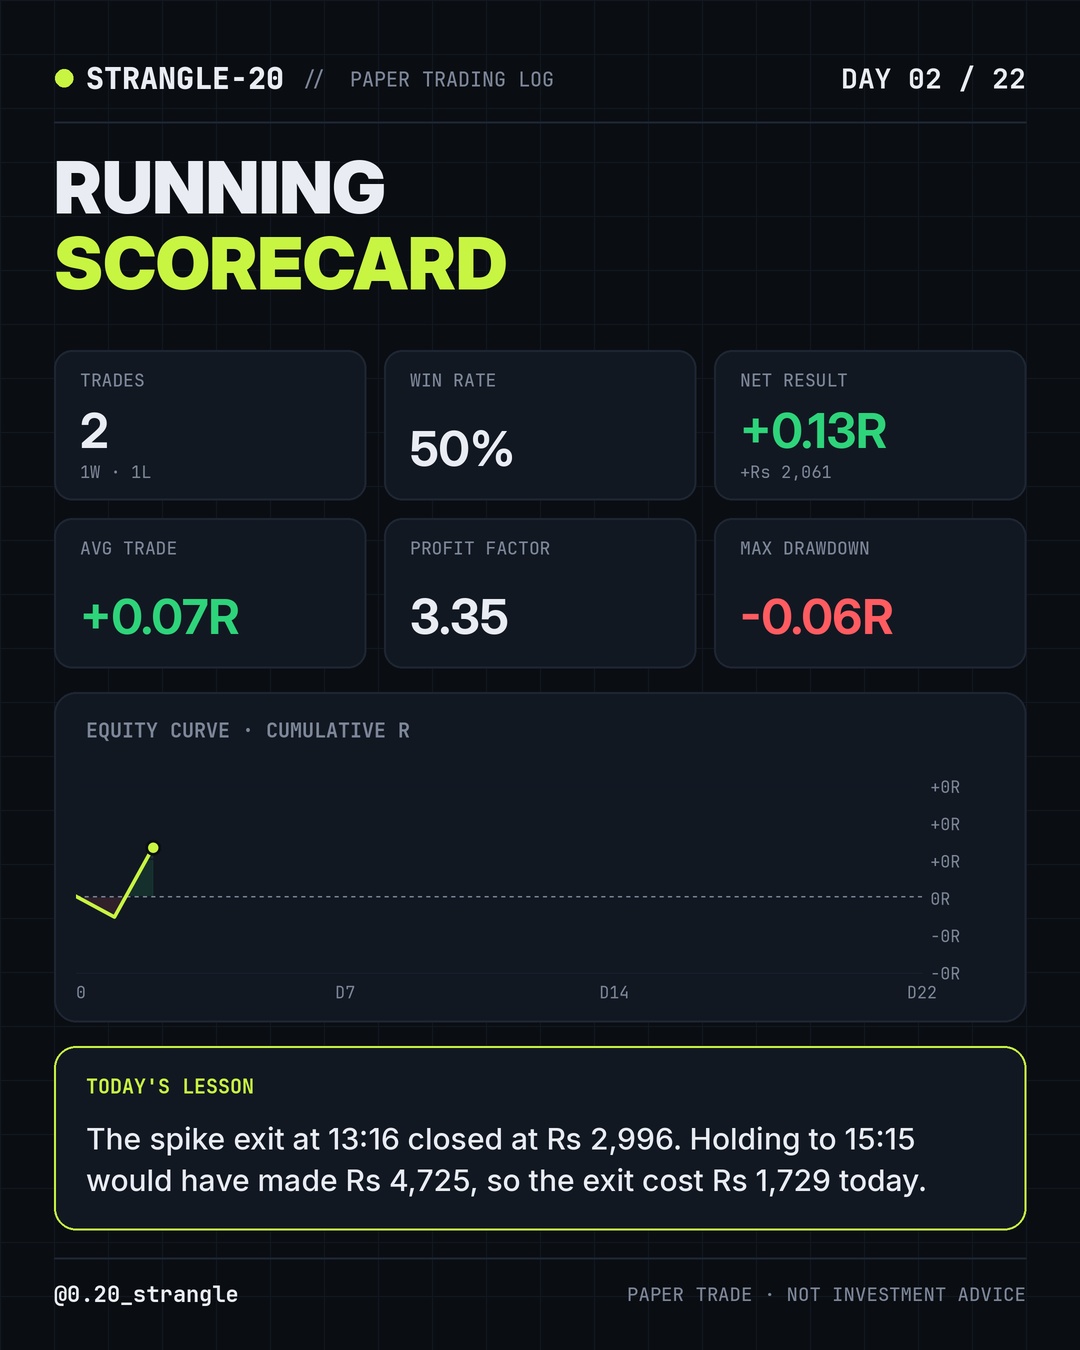 STRANGLE-20 // PAPER TRADING LOG DAY 02 / 22
RUNNING
SCORECARD
TRADES
2
1W · 1L
WIN RATE
50%
NET RESULT
+0.13R
+Rs 2,061
AVG TRADE
+0.07R
PROFIT FACTOR
3.35
MAX DRAWDOWN
-0.06R
EQUITY CURVE · CUMULATIVE R
+0R
+0R
+0R
0R
-0R
-0R
0 D7 D14 D22
TODAY'S LESSON
The spike exit at 13:16 closed at Rs 2,996. Holding to 15:15
would have made Rs 4,725, so the exit cost Rs 1,729 today.
@0.20_strangle PAPER TRADE · NOT INVESTMENT ADVICE